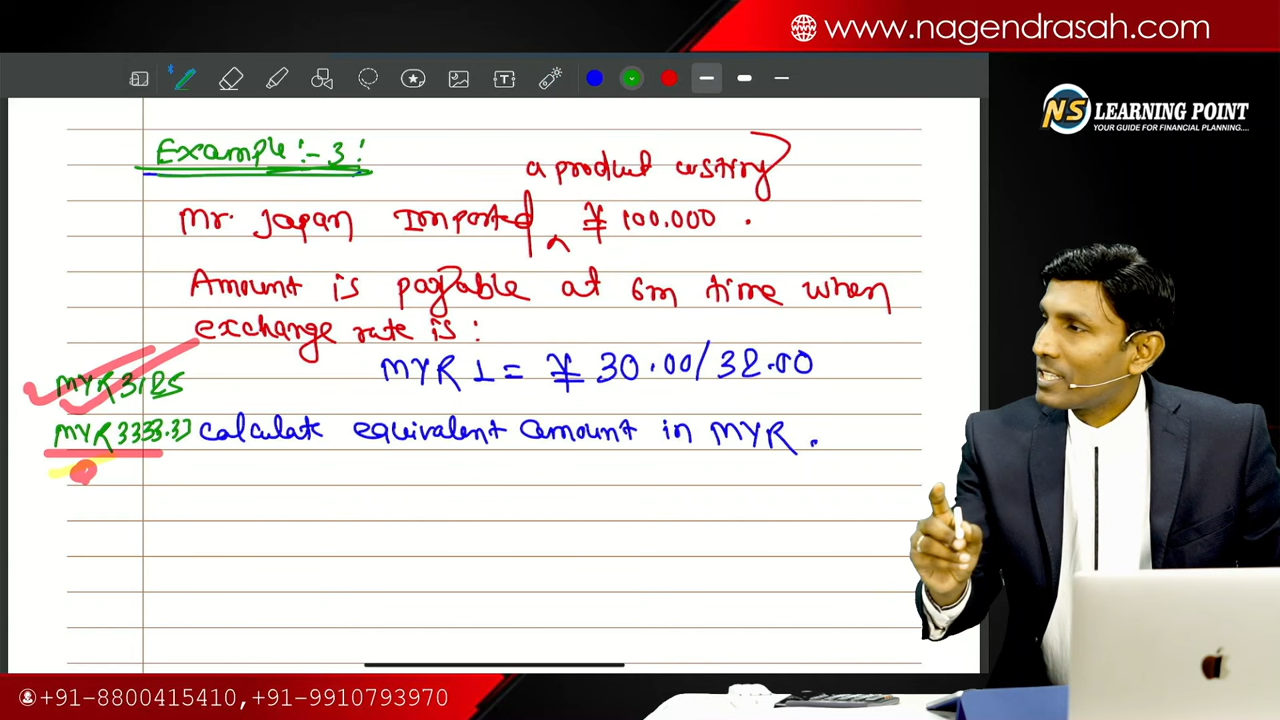 www.nagendrasah.com
NS LEARNING POINT
YOUR GUIDE FOR FINANCIAL PLANNING....
Example:-3:
a product costing
Mr. Japan Imported ^ ¥ 100.000 .
Amount is payable at 6m time when
exchange rate is:
MYR 1 = ¥ 30.00/32.00
MYR 3125
MYR 3333.33
calculate equivalent amount in MYR.
+91-8800415410,+91-9910793970